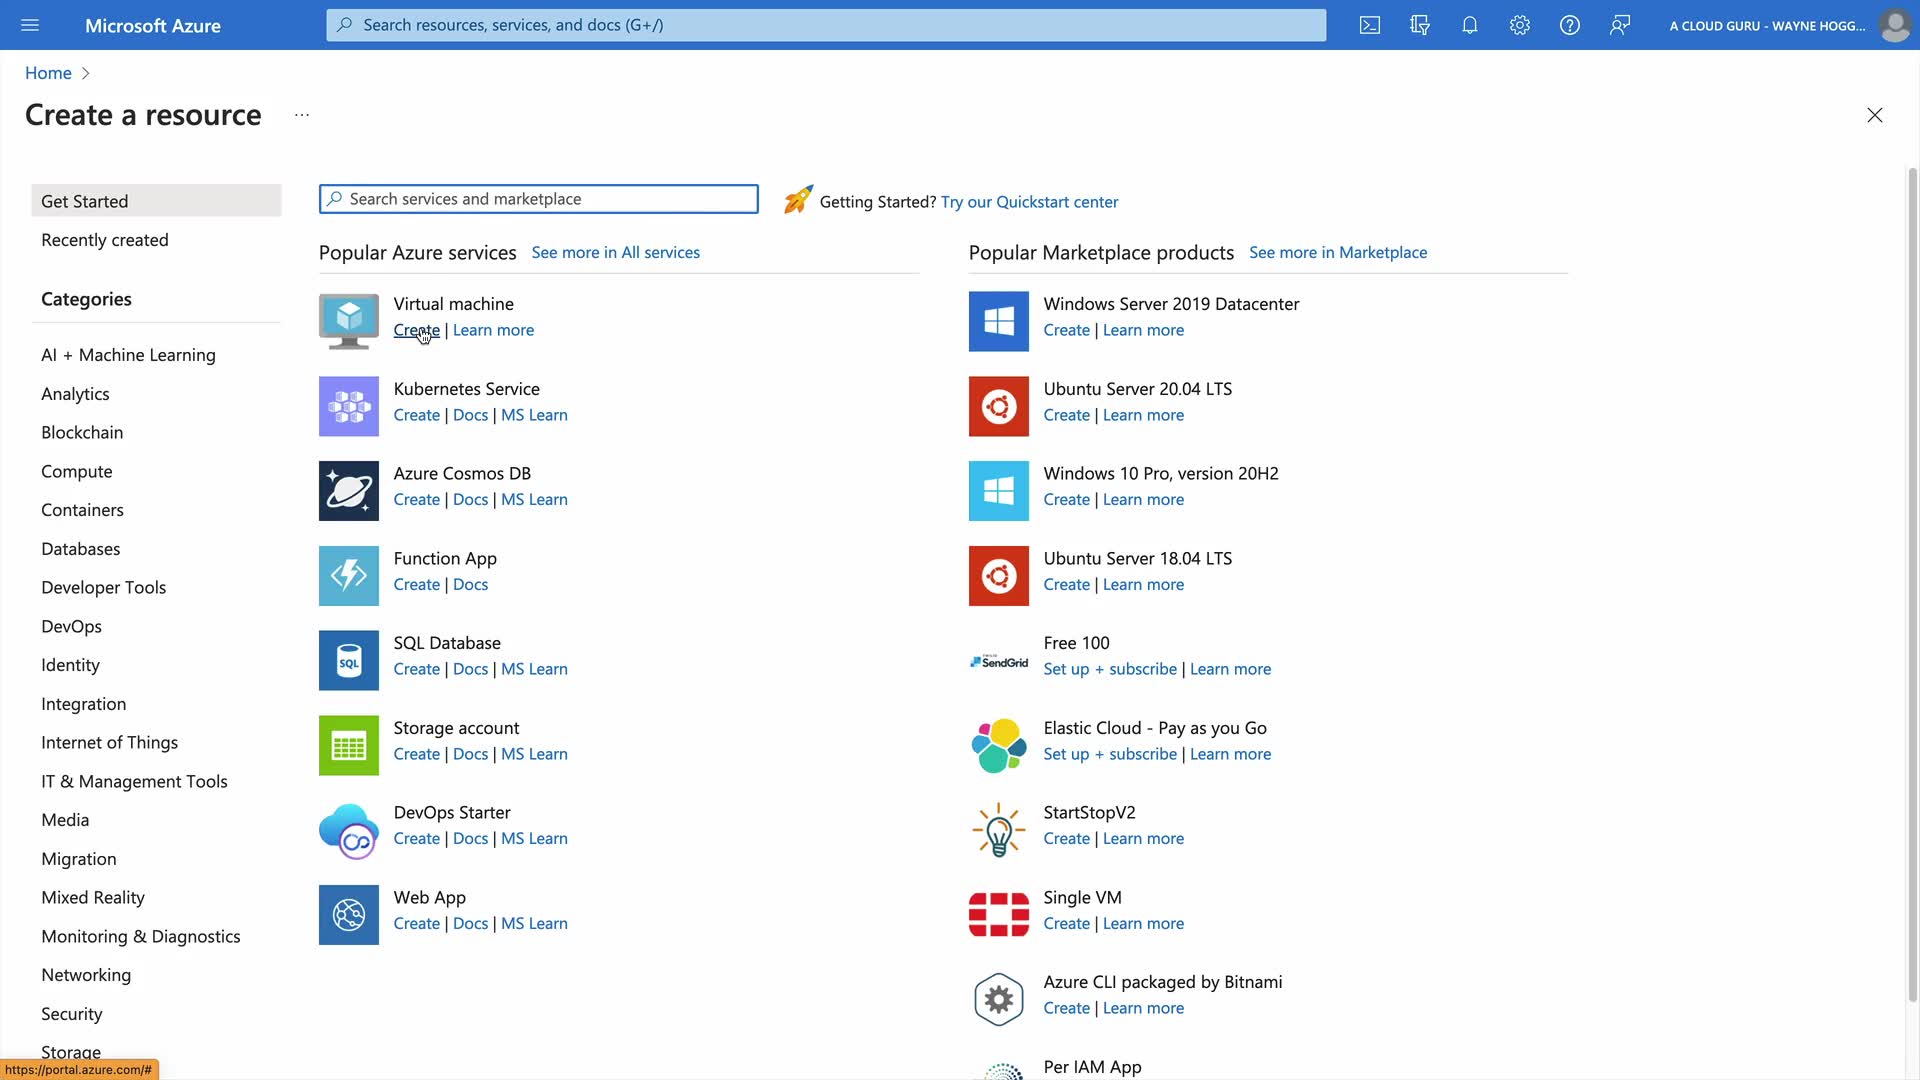 Microsoft Azure
Search resources, services, and docs (G+/)
A CLOUD GURU - WAYNE HOGG...
Home
Create a resource
...
Get Started
Recently created
Categories
AI + Machine Learning
Analytics
Blockchain
Compute
Containers
Databases
Developer Tools
DevOps
Identity
Integration
Internet of Things
IT & Management Tools
Media
Migration
Mixed Reality
Monitoring & Diagnostics
Networking
Security
Storage
Search services and marketplace
Getting Started? Try our Quickstart center
Popular Azure services See more in All services
Virtual machine
Create | Learn more
Kubernetes Service
Create | Docs | MS Learn
Azure Cosmos DB
Create | Docs | MS Learn
Function App
Create | Docs
SQL
SQL Database
Create | Docs | MS Learn
Storage account
Create | Docs | MS Learn
DevOps Starter
Create | Docs | MS Learn
Web App
Create | Docs | MS Learn
Popular Marketplace products See more in Marketplace
Windows Server 2019 Datacenter
Create | Learn more
Ubuntu Server 20.04 LTS
Create | Learn more
Windows 10 Pro, version 20H2
Create | Learn more
Ubuntu Server 18.04 LTS
Create | Learn more
SendGrid
Free 100
Set up + subscribe | Learn more
Elastic Cloud - Pay as you Go
Set up + subscribe | Learn more
StartStopV2
Create | Learn more
Single VM
Create | Learn more
Azure CLI packaged by Bitnami
Create | Learn more
Per IAM App
https://portal.azure.com/#